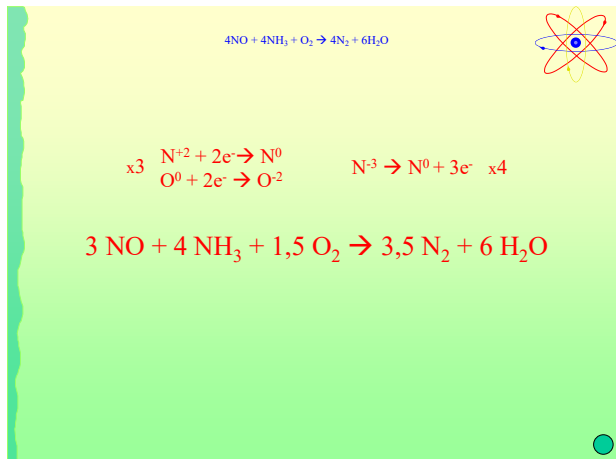 4NO + 4NH₃ + O₂ → 4N₂ + 6H₂O
N⁺² + 2e⁻ → N⁰
x3
O⁰ + 2e⁻ → O⁻²
N⁻³ → N⁰ + 3e⁻ x4
3 NO + 4 NH₃ + 1,5 O₂ → 3,5 N₂ + 6 H₂O